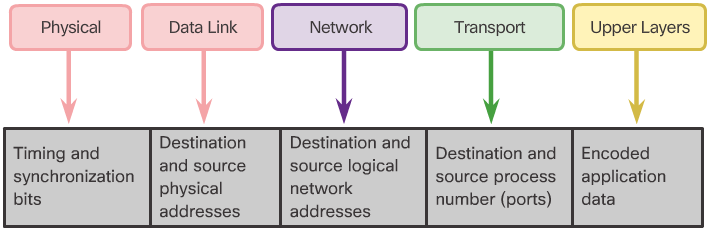 Physical
Data Link
Network
Transport
Upper Layers
Timing and
synchronization
bits
Destination
and source
physical
addresses
Destination and
source logical
network
addresses
Destination and
source process
number (ports)
Encoded
application
data